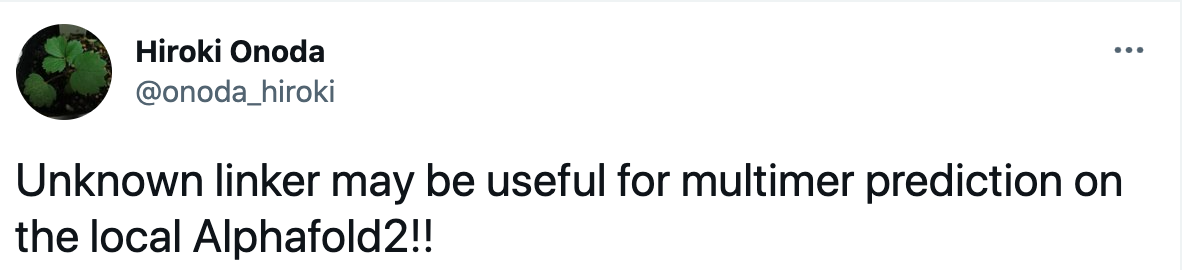 Hiroki Onoda
@onoda_hiroki
Unknown linker may be useful for multimer prediction on
the local Alphafold2!!